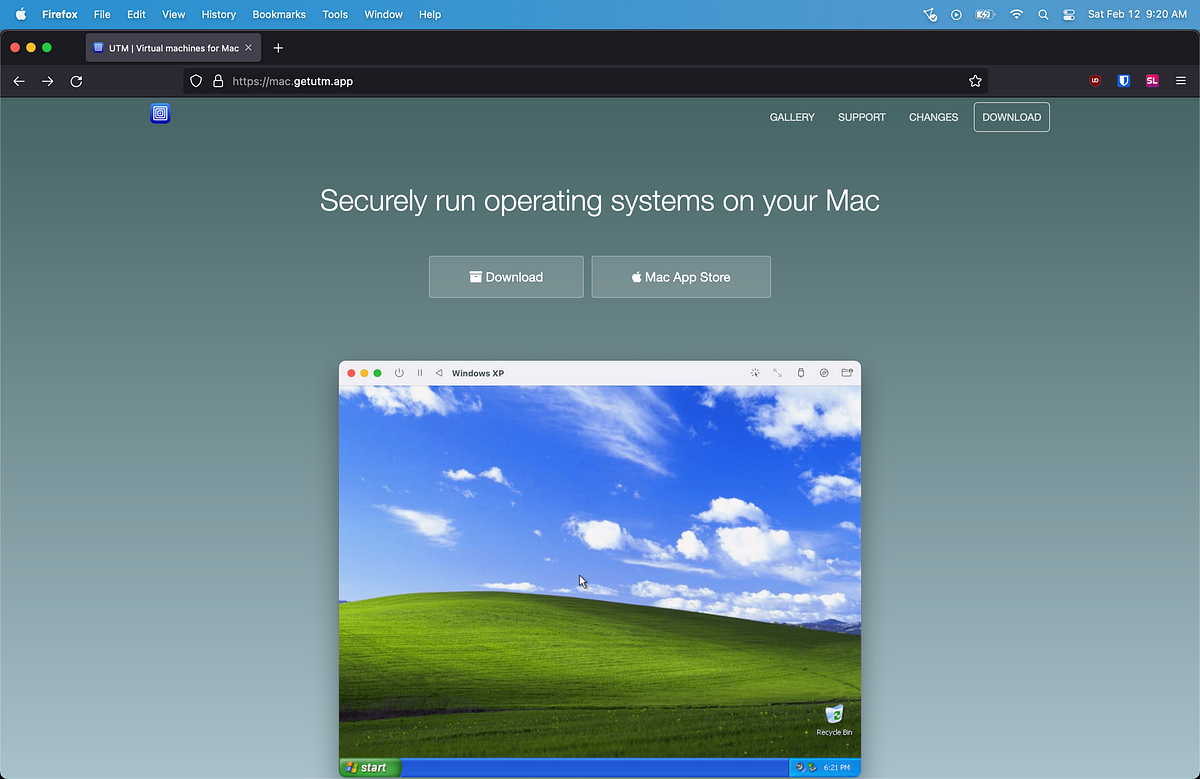 Firefox File Edit View History Bookmarks Tools Window Help Sat Feb 12 9:20 AM
UTM | Virtual machines for Mac
https://mac.getutm.app
UD SL
GALLERY SUPPORT CHANGES DOWNLOAD
Securely run operating systems on your Mac
Download Mac App Store
Windows XP
Recycle Bin
start 6:21 PM